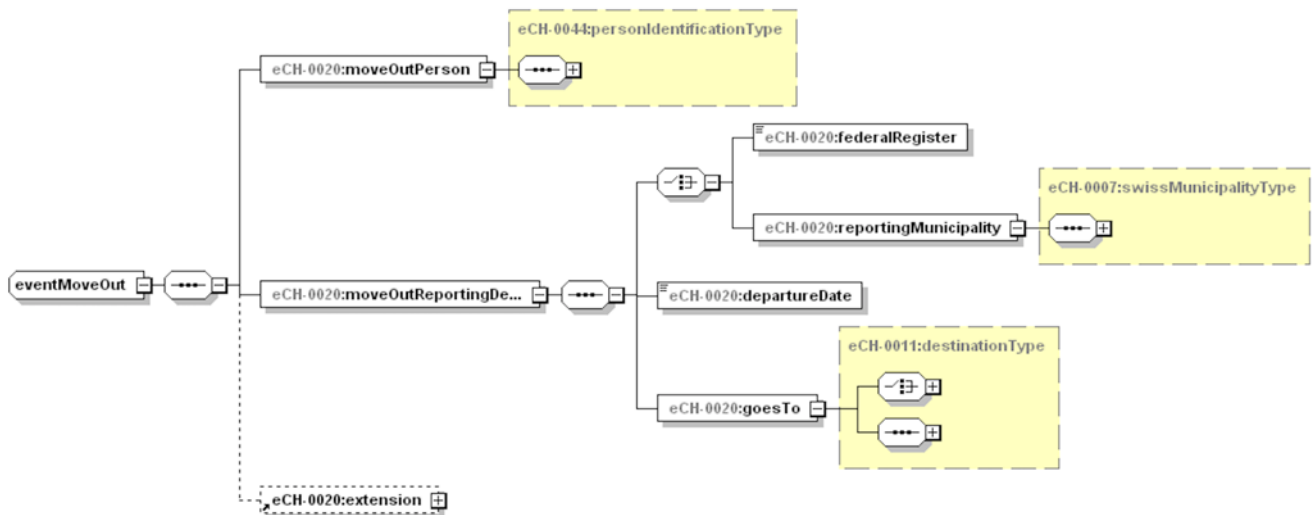 eCH-0044:personIdentificationType
eCH-0020:moveOutPerson
eCH-0020:federalRegister
eCH-0007:swissMunicipalityType
eCH-0020:reportingMunicipality
eventMoveOut
eCH-0020:moveOutReportingDe...
eCH-0020:departureDate
eCH-0011:destinationType
eCH-0020:goesTo
eCH-0020:extension